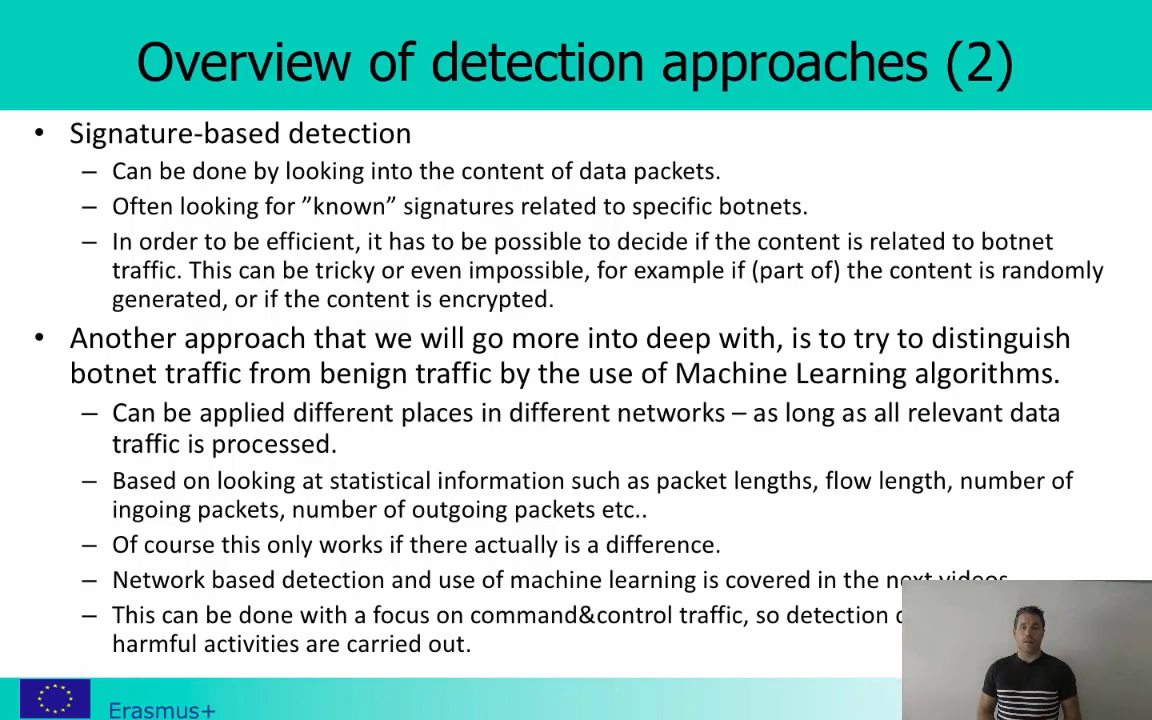 Overview of detection approaches (2)
• Signature-based detection
– Can be done by looking into the content of data packets.
– Often looking for ”known” signatures related to specific botnets.
– In order to be efficient, it has to be possible to decide if the content is related to botnet
traffic. This can be tricky or even impossible, for example if (part of) the content is randomly
generated, or if the content is encrypted.
• Another approach that we will go more into deep with, is to try to distinguish
botnet traffic from benign traffic by the use of Machine Learning algorithms.
– Can be applied different places in different networks – as long as all relevant data
traffic is processed.
– Based on looking at statistical information such as packet lengths, flow length, number of
ingoing packets, number of outgoing packets etc..
– Of course this only works if there actually is a difference.
– Network based detection and use of machine learning is covered in the next videos
– This can be done with a focus on command&control traffic, so detection
harmful activities are carried out.
Erasmus+